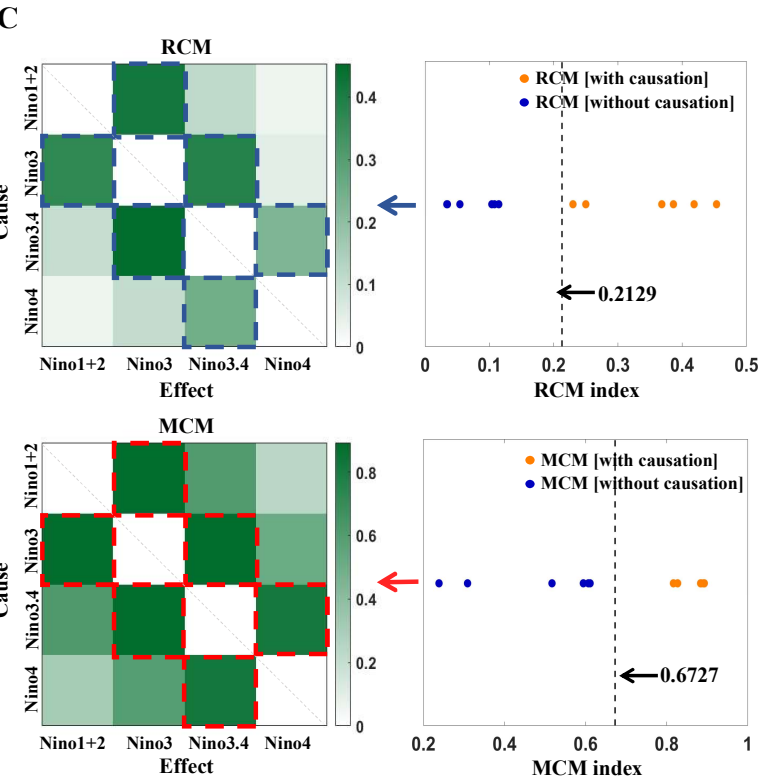 C
RCM
Cause
Nino1+2
Nino3
Nino3.4
Nino4
0.4
0.3
0.2
0.1
0
Nino1+2 Nino3 Nino3.4 Nino4
Effect
RCM [with causation]
RCM [without causation]
0.2129
0 0.1 0.2 0.3 0.4 0.5
RCM index
MCM
Cause
Nino1+2
Nino3
Nino3.4
Nino4
0.8
0.6
0.4
0.2
0
Nino1+2 Nino3 Nino3.4 Nino4
Effect
MCM [with causation]
MCM [without causation]
0.6727
0.2 0.4 0.6 0.8 1
MCM index